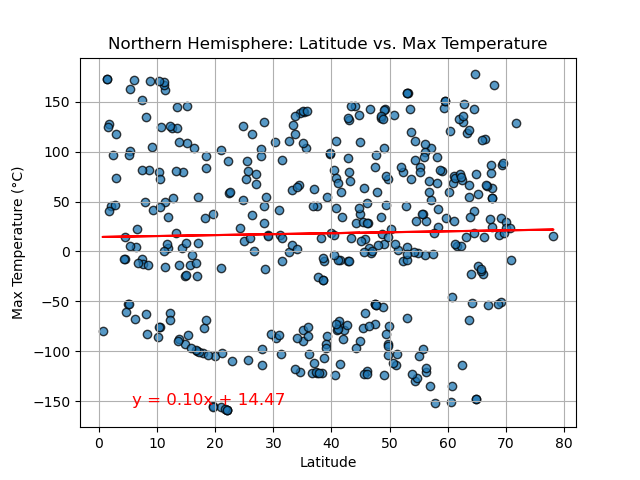 Northern Hemisphere: Latitude vs. Max Temperature
Max Temperature (°C)
150
100
50
0
−50
−100
−150
y = 0.10x + 14.47
0 10 20 30 40 50 60 70 80
Latitude